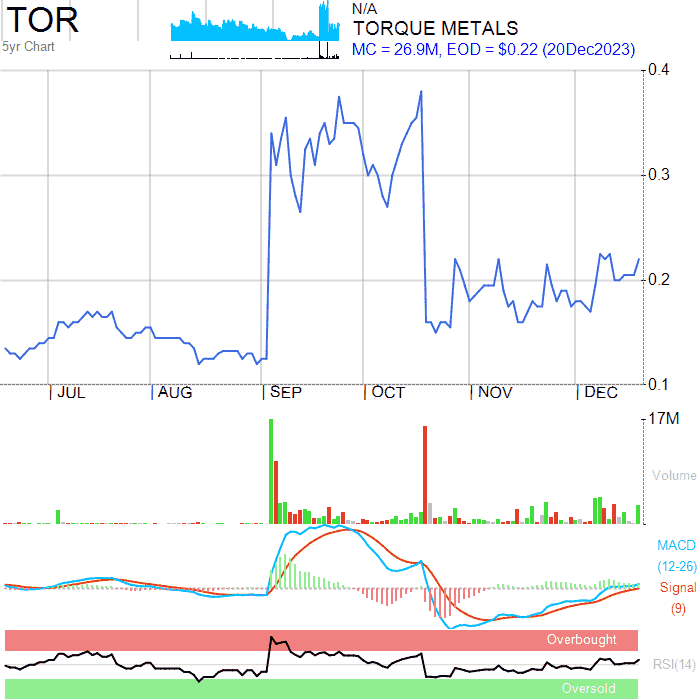 TOR
N/A
TORQUE METALS
5yr Chart
MC = 26.9M, EOD = $0.22 (20Dec2023)
0.4
0.3
0.2
0.1
JUL AUG SEP OCT NOV DEC
17M
Volume
MACD
(12-26)
Signal
(9)
Overbought
RSI(14)
Oversold